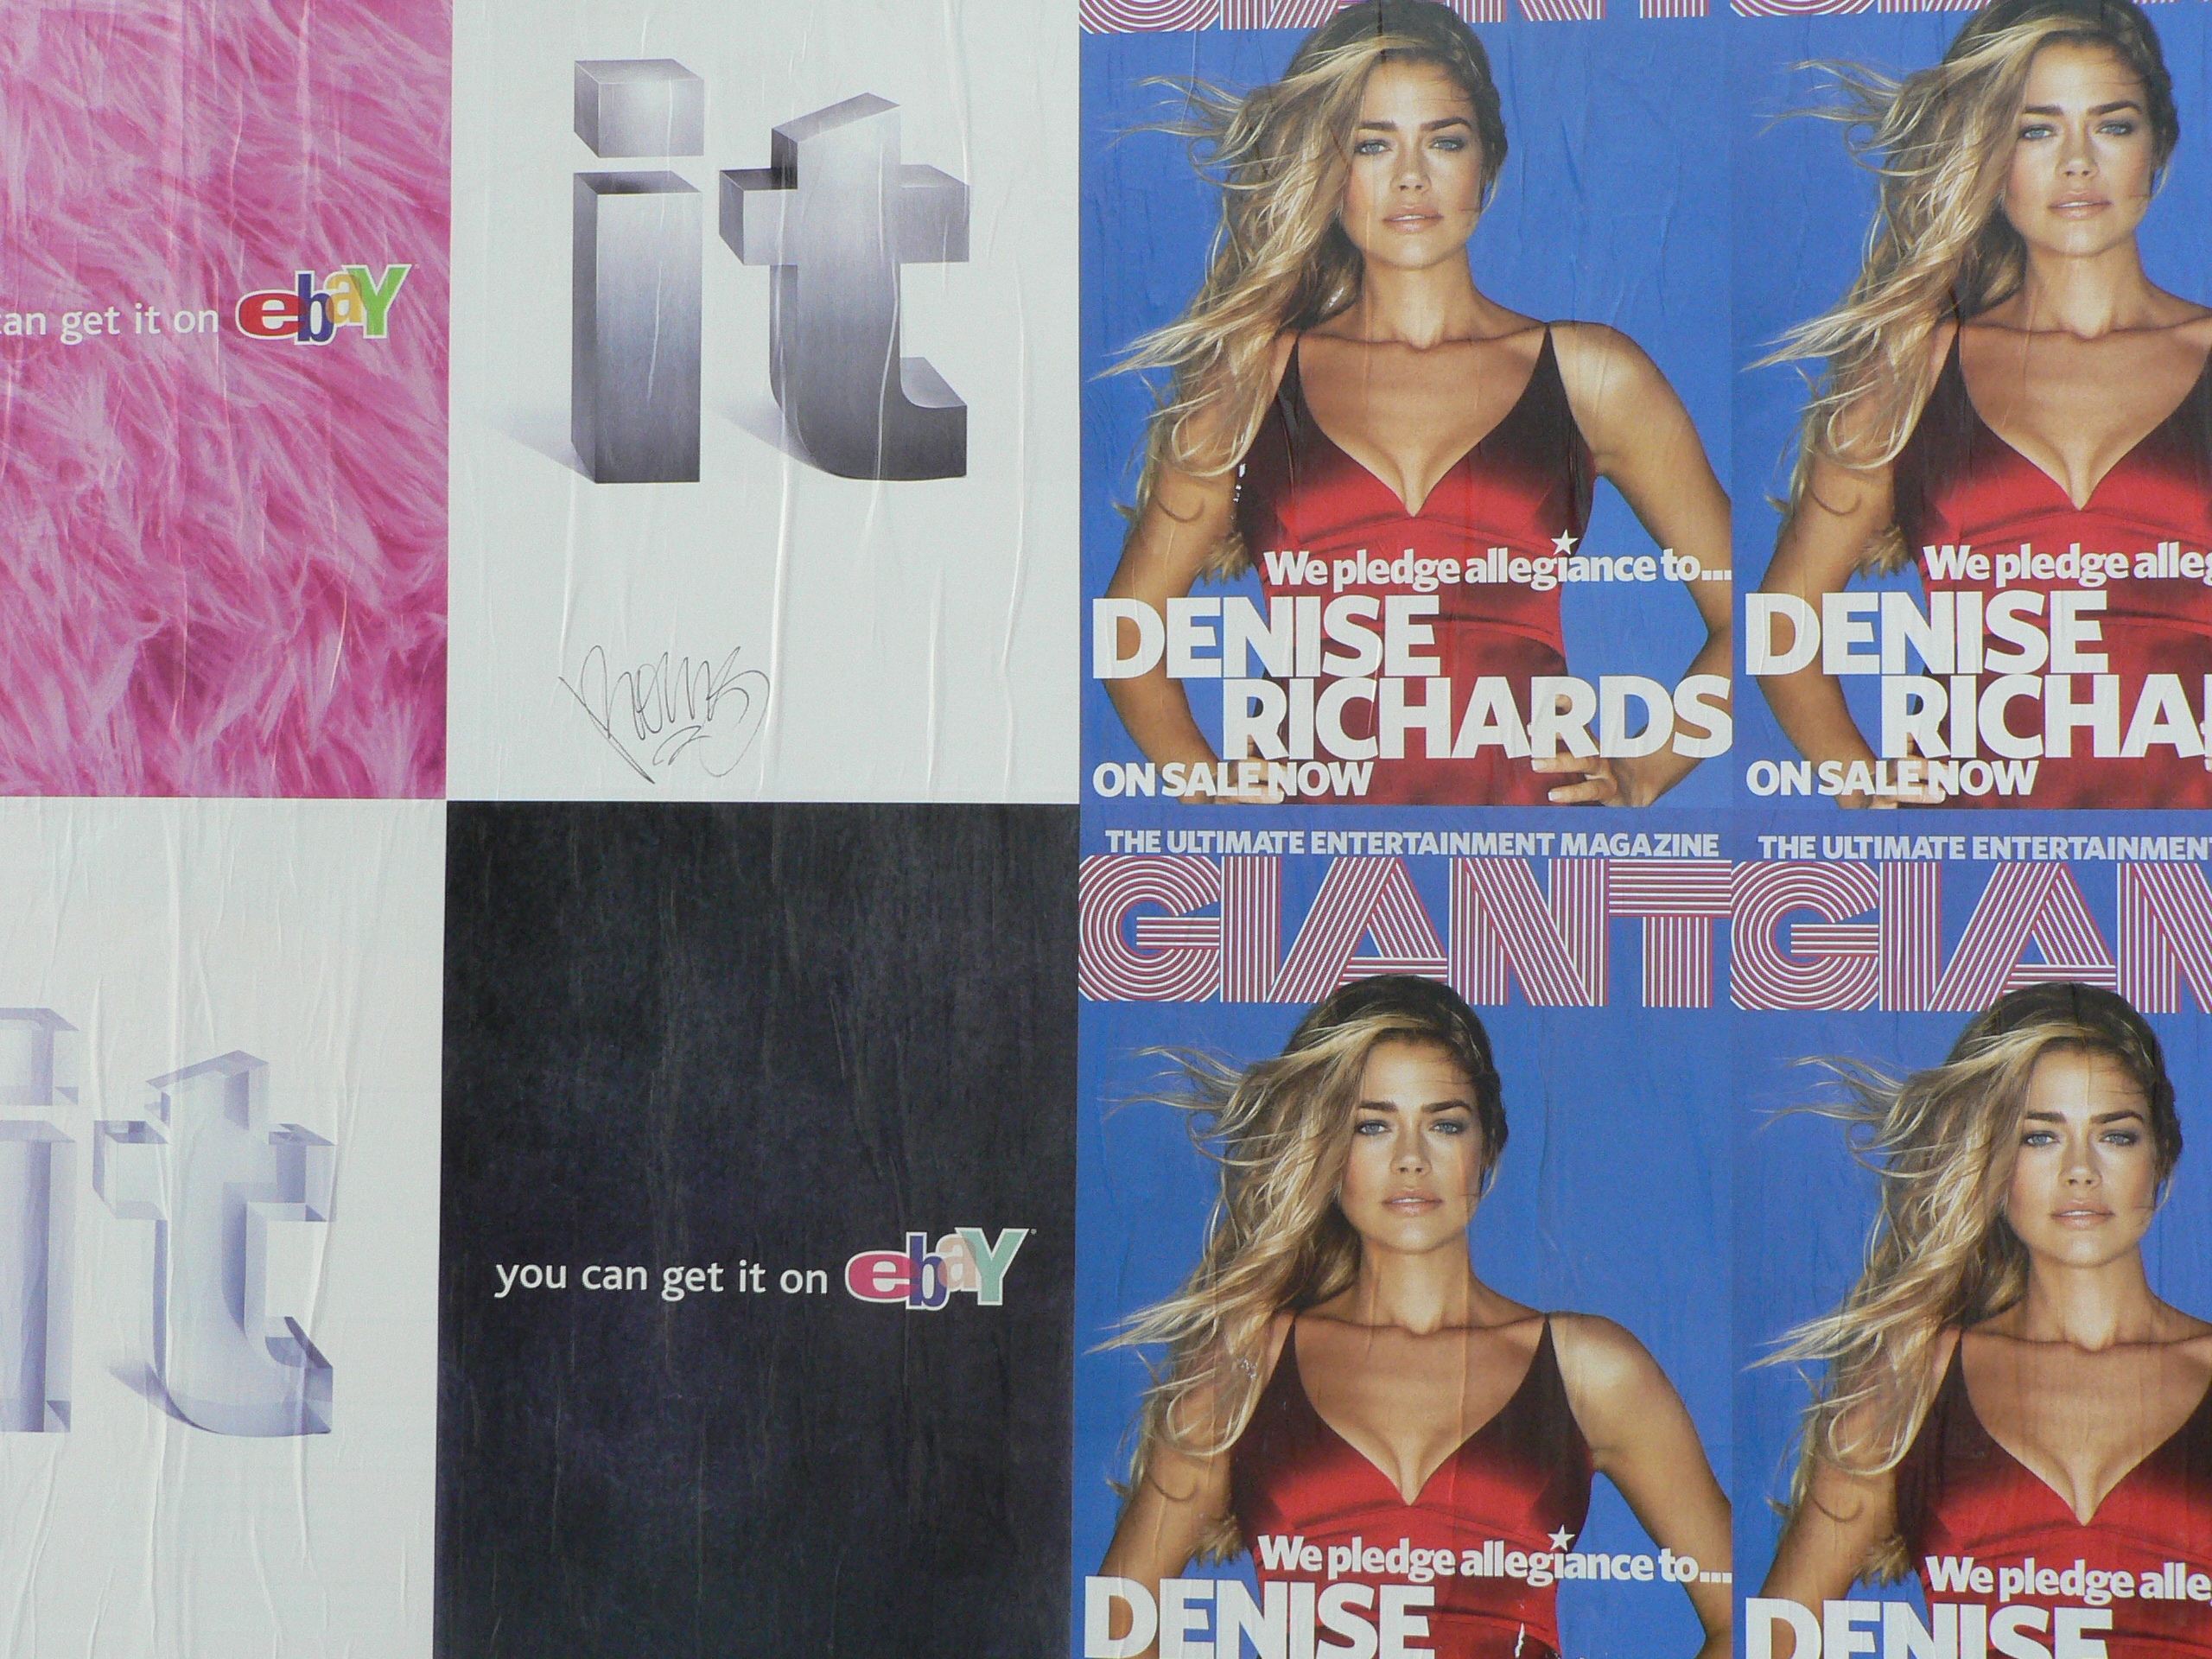 can get it on ebaY
it
GIANT
We pledge allegiance to...
DENISE
RICHARDS
ON SALE NOW
GIA
We pledge alleg
DENISE
RICHA
ON SALE NOW
it
you can get it on ebaY
THE ULTIMATE ENTERTAINMENT MAGAZINE
GIANT
We pledge allegiance to...
DENISE
THE ULTIMATE ENTERTAINMENT
GIAN
We pledge alle
DENISE